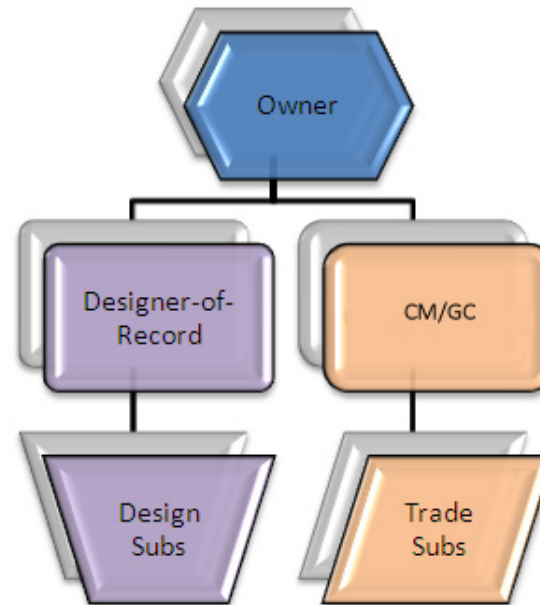 Owner
Designer-of-
Record
CM/GC
Design
Subs
Trade
Subs